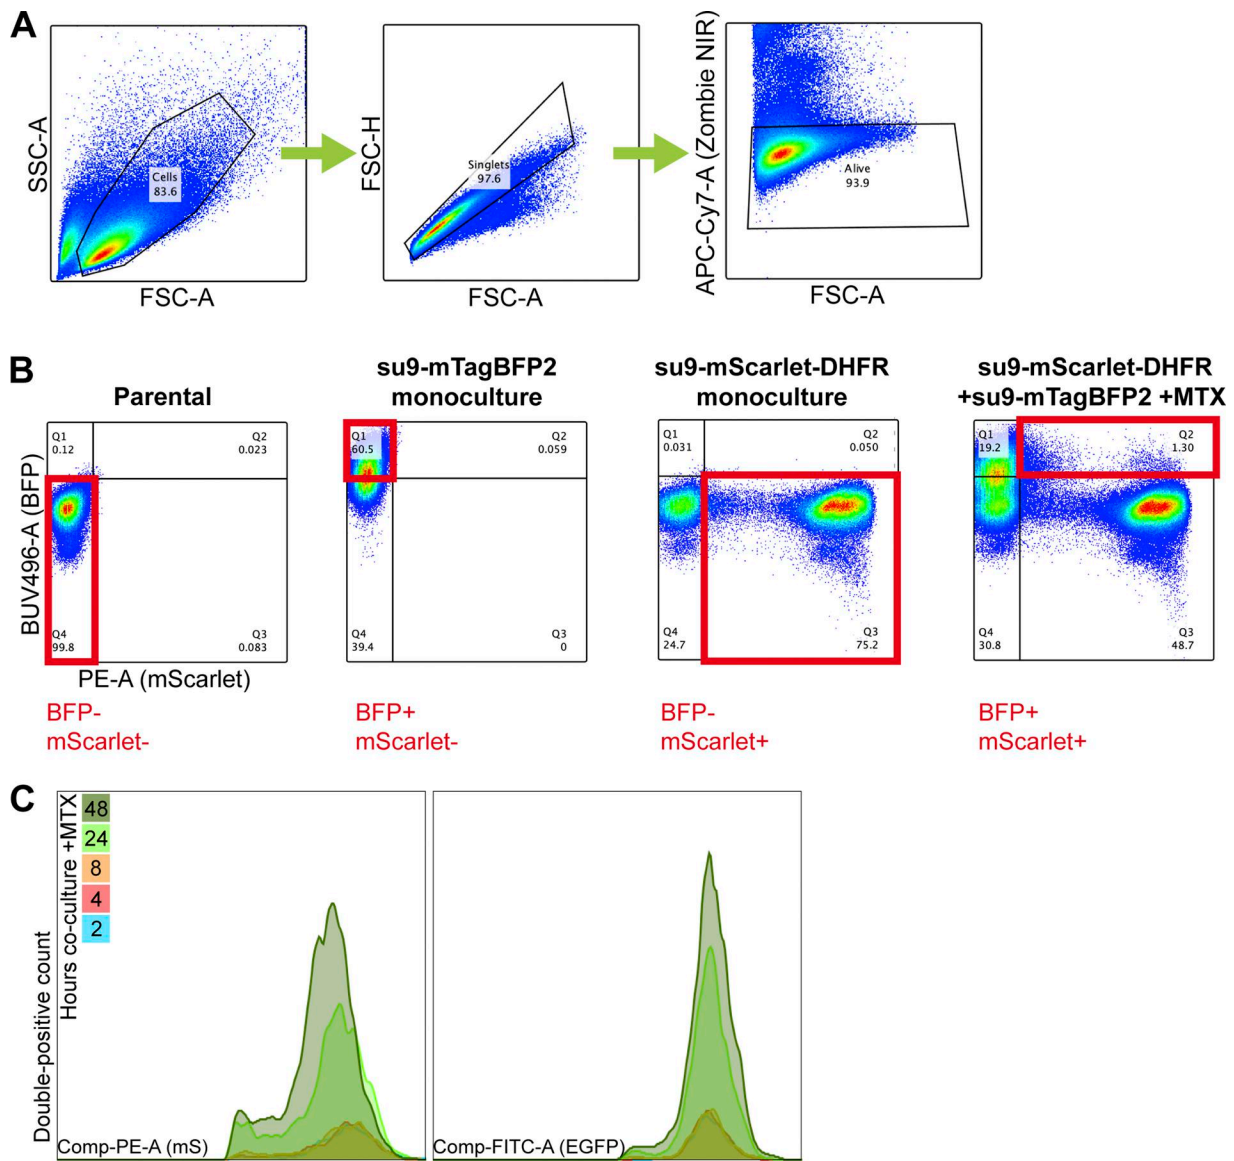 A
SSC-A
Cells
83.6
FSC-A
FSC-H
Singlets
97.6
FSC-A
APC-Cy7-A (Zombie NIR)
Alive
93.9
FSC-A
B
Parental
su9-mTagBFP2
monoculture
su9-mScarlet-DHFR
monoculture
su9-mScarlet-DHFR
+su9-mTagBFP2 +MTX
BUV496-A (BFP)
Q1
0.12
Q2
0.023
Q4
99.8
Q3
0.083
PE-A (mScarlet)
Q1
60.5
Q2
0.059
Q4
39.4
Q3
0
Q1
0.031
Q2
0.050
Q4
24.7
Q3
75.2
Q1
19.2
Q2
1.30
Q4
30.8
Q3
48.7
BFP-
mScarlet-
BFP+
mScarlet-
BFP-
mScarlet+
BFP+
mScarlet+
C
Double-positive count
Hours co-culture +MTX
48
24
8
4
2
Comp-PE-A (mS)
Comp-FITC-A (EGFP)